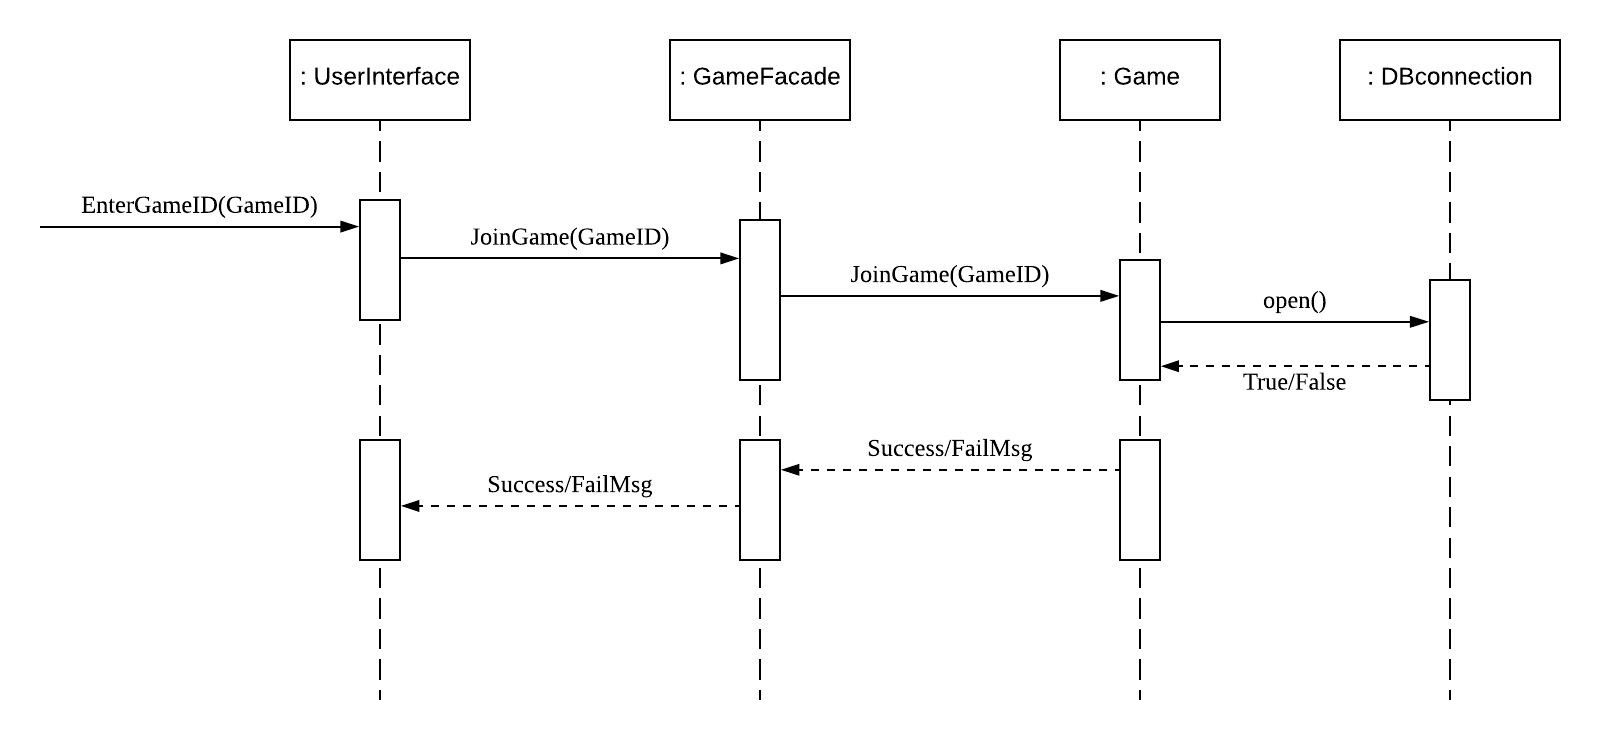 : UserInterface
: GameFacade
: Game
: DBconnection
EnterGameID(GameID)
JoinGame(GameID)
JoinGame(GameID)
open()
True/False
Success/FailMsg
Success/FailMsg